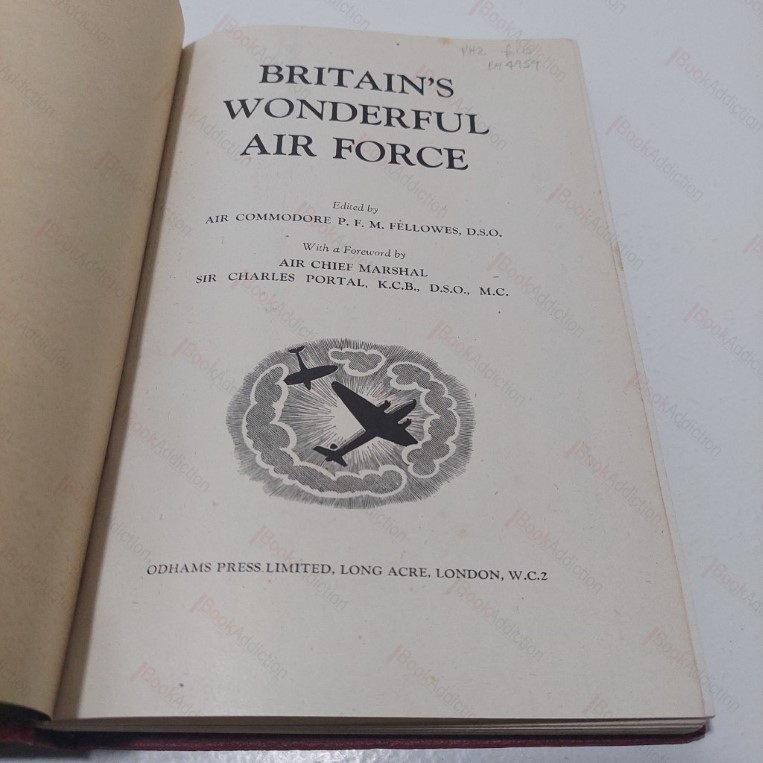 BRITAIN'S
WONDERFUL
AIR FORCE
Edited by
AIR COMMODORE P. F. M. FELLOWES, D.S.O.
With a Foreword by
AIR CHIEF MARSHAL
SIR CHARLES PORTAL, K.C.B., D.S.O., M.C.
ODHAMS PRESS LIMITED, LONG ACRE, LONDON, W.C.2
BookAddiction